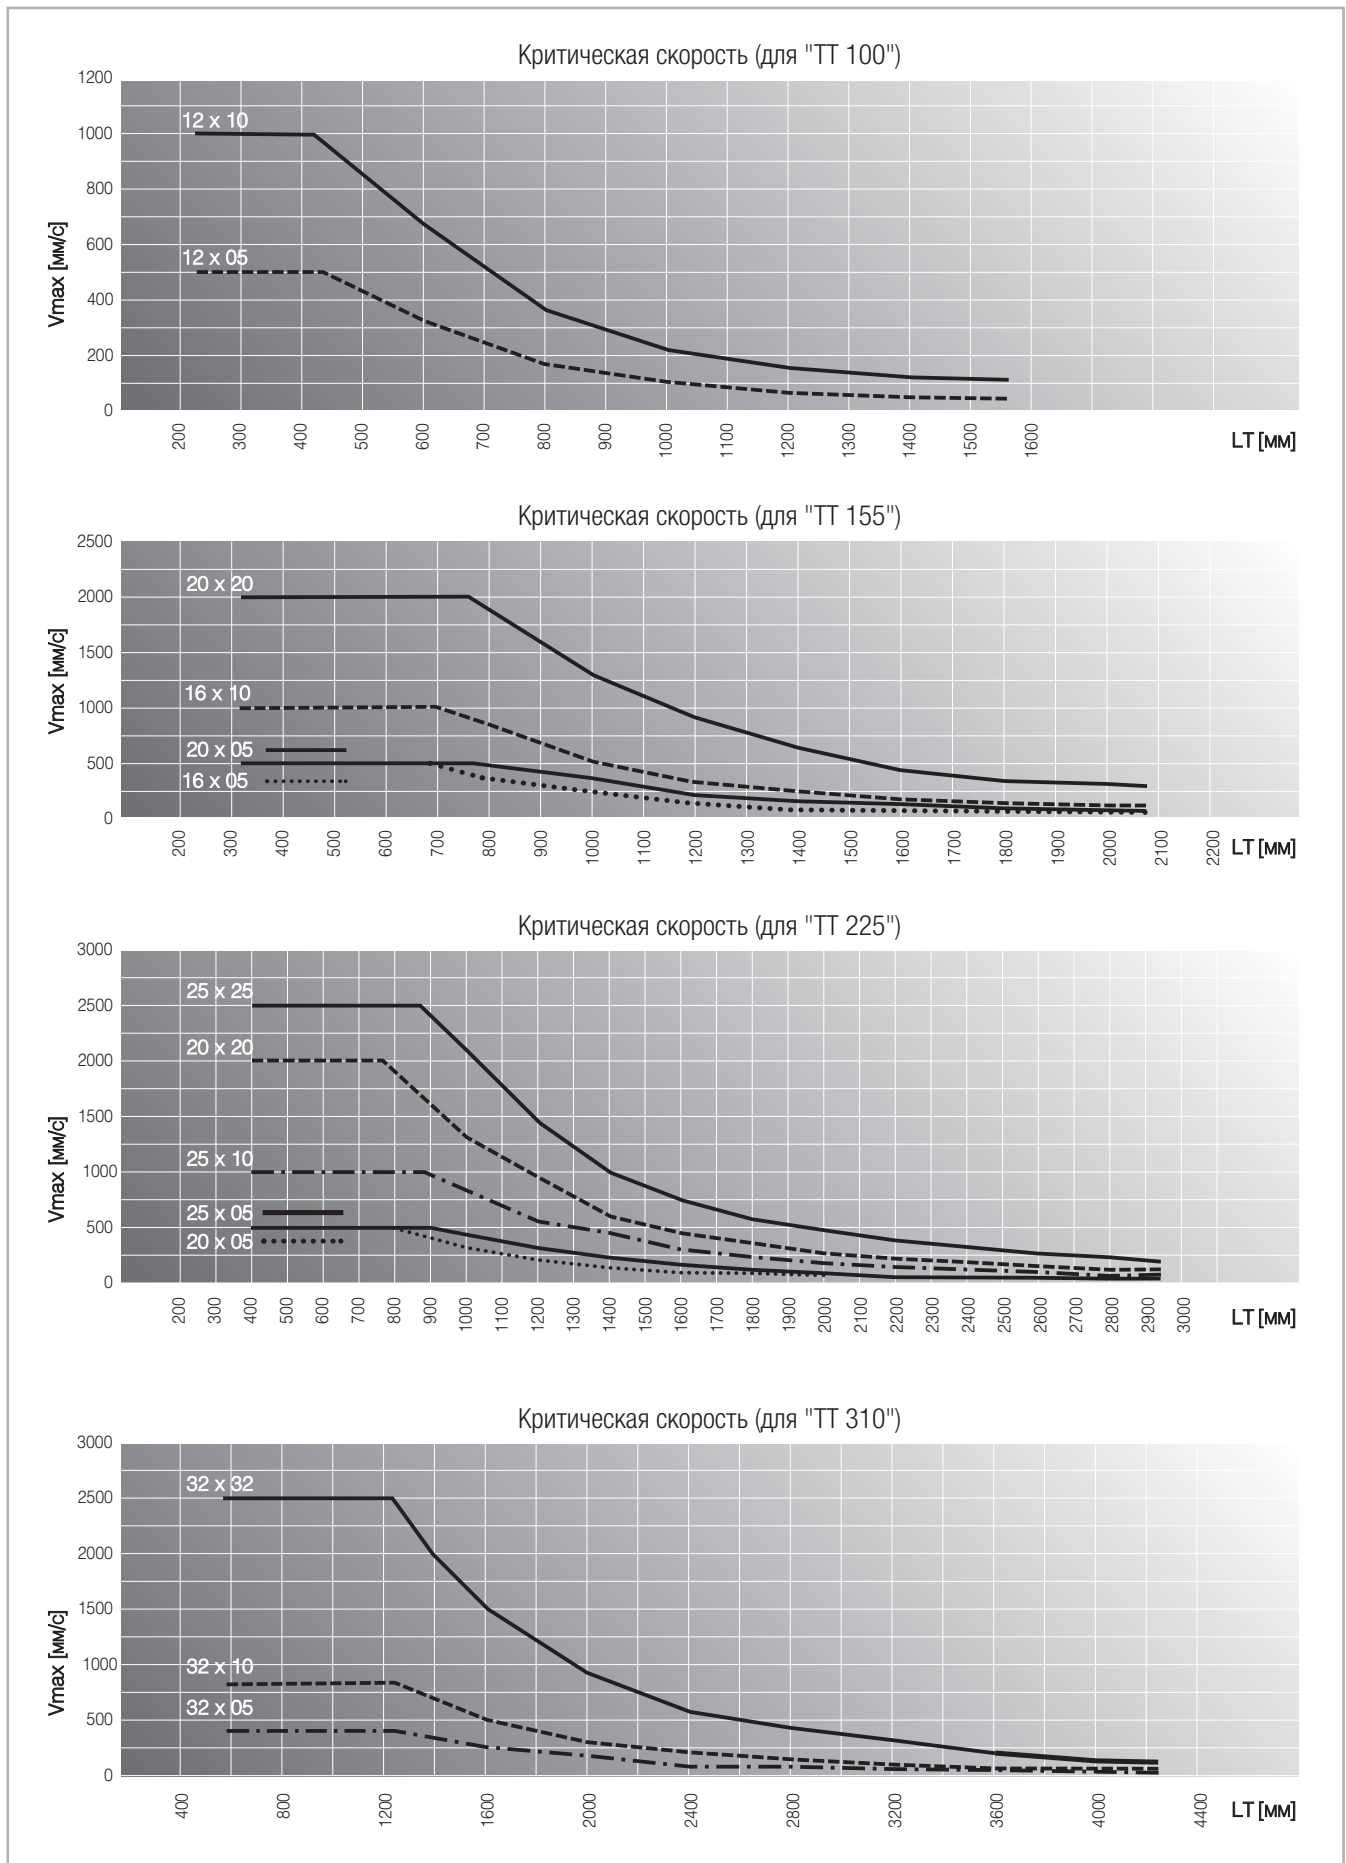 Критическая скорость (для "ТТ 100")
1200
1000
800
600
400
200
0
Vmax [мм/с]
12 x 10
12 x 05
200 300 400 500 600 700 800 900 1000 1100 1200 1300 1400 1500 1600
LT [мм]
Критическая скорость (для "ТТ 155")
2500
2000
1500
1000
500
0
Vmax [мм/с]
20 x 20
16 x 10
20 x 05
16 x 05
200 300 400 500 600 700 800 900 1000 1100 1200 1300 1400 1500 1600 1700 1800 1900 2000 2100 2200
LT [мм]
Критическая скорость (для "ТТ 225")
3000
2500
2000
1500
1000
500
0
Vmax [мм/с]
25 x 25
20 x 20
25 x 10
25 x 05
20 x 05
200 300 400 500 600 700 800 900 1000 1100 1200 1300 1400 1500 1600 1700 1800 1900 2000 2100 2200 2300 2400 2500 2600 2700 2800 2900 3000
LT [мм]
Критическая скорость (для "ТТ 310")
3000
2500
2000
1500
1000
500
0
Vmax [мм/с]
32 x 32
32 x 10
32 x 05
400 800 1200 1600 2000 2400 2800 3200 3600 4000 4400
LT [мм]